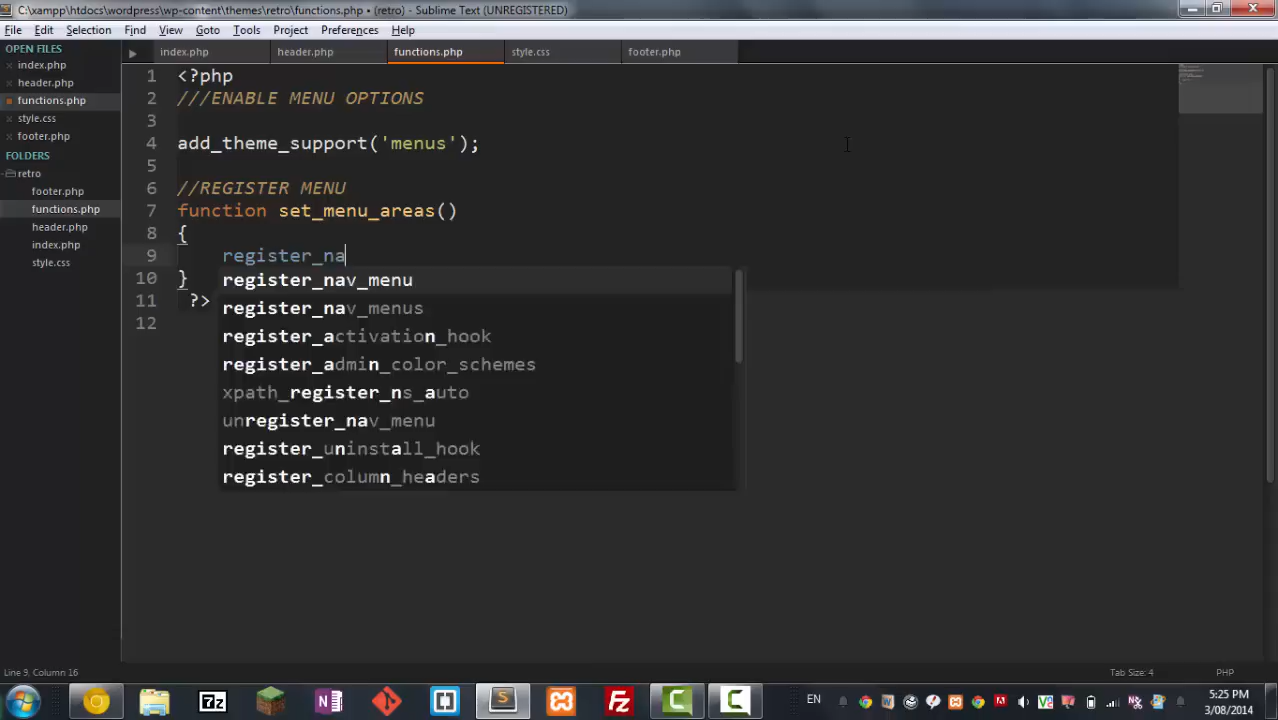 C:\xampp\htdocs\wordpress\wp-content\themes\retro\functions.php • (retro) - Sublime Text (UNREGISTERED)
File Edit Selection Find View Goto Tools Project Preferences Help
OPEN FILES
index.php
header.php
functions.php
style.css
footer.php
FOLDERS
retro
footer.php
functions.php
header.php
index.php
style.css
index.php header.php functions.php style.css footer.php
1 <?php
2 ///ENABLE MENU OPTIONS
3
4 add_theme_support('menus');
5
6 //REGISTER MENU
7 function set_menu_areas()
8 {
9 register_na
10 }
11 ?>
12
register_nav_menu
register_nav_menus
register_activation_hook
register_admin_color_schemes
xpath_register_ns_auto
unregister_nav_menu
register_uninstall_hook
register_column_headers
Line 9, Column 16 Tab Size: 4 PHP
7z
N
S
Fz
C
C
EN
5:25 PM
3/08/2014